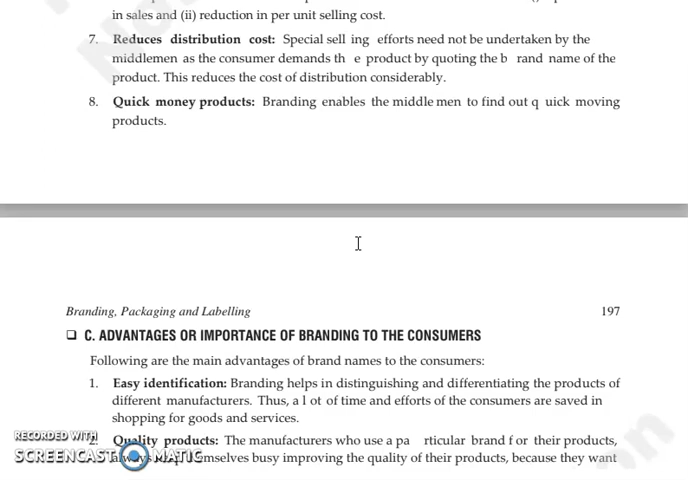 in sales and (ii) reduction in per unit selling cost.
7. Reduces distribution cost: Special sell ing efforts need not be undertaken by the
middlemen as the consumer demands th e product by quoting the b rand name of the
product. This reduces the cost of distribution considerably.
8. Quick money products: Branding enables the middle men to find out q uick moving
products.
Branding, Packaging and Labelling 197
❑ C. ADVANTAGES OR IMPORTANCE OF BRANDING TO THE CONSUMERS
Following are the main advantages of brand names to the consumers:
1. Easy identification: Branding helps in distinguishing and differentiating the products of
different manufacturers. Thus, a l ot of time and efforts of the consumers are saved in
shopping for goods and services.
2. Quality products: The manufacturers who use a pa rticular brand f or their products,
always keep themselves busy improving the quality of their products, because they want
RECORDED WITH
SCREENCAST MATIC